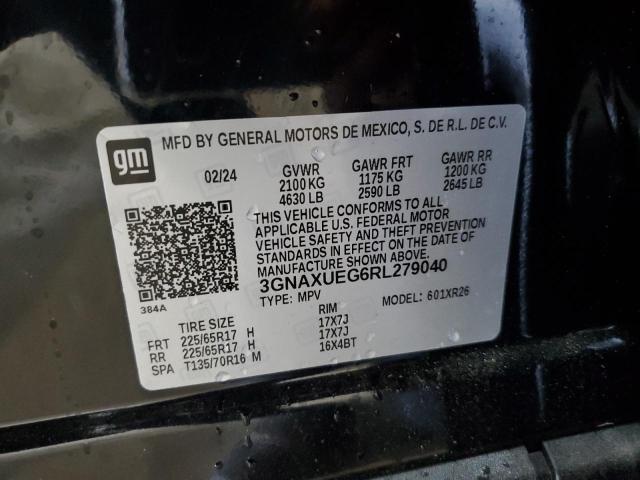 gm
MFD BY GENERAL MOTORS DE MEXICO, S. DE R.L. DE C.V.
02/24 GVWR GAWR FRT GAWR RR
2100 KG 1175 KG 1200 KG
4630 LB 2590 LB 2645 LB
THIS VEHICLE CONFORMS TO ALL
APPLICABLE U.S. FEDERAL MOTOR
VEHICLE SAFETY AND THEFT PREVENTION
STANDARDS IN EFFECT ON THE DATE OF
MANUFACTURE SHOWN ABOVE.
3GNAXUEG6RL279040
384A TYPE: MPV MODEL: 601XR26
TIRE SIZE RIM
FRT 225/65R17 H 17X7J
RR 225/65R17 H 17X7J
SPA T135/70R16 M 16X4BT